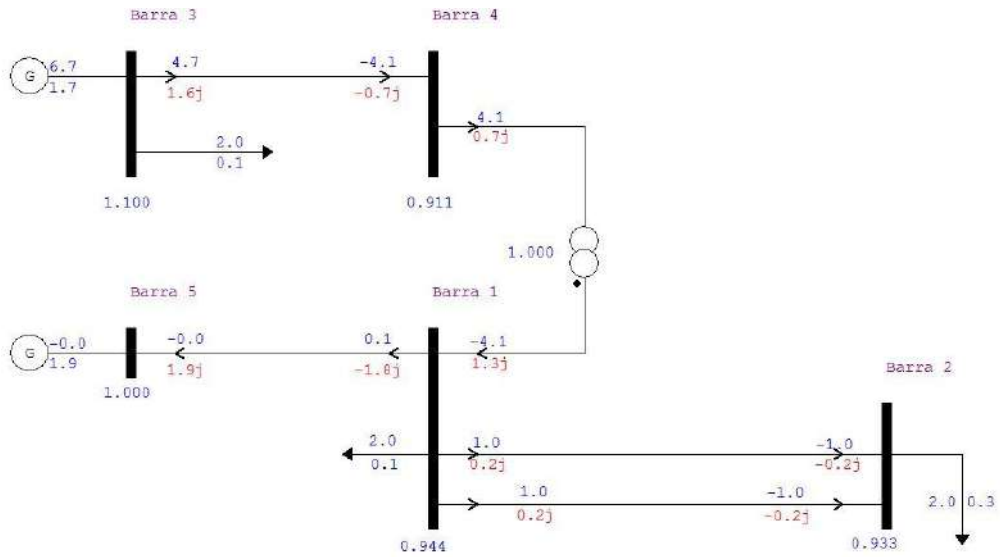 Barra 3
Barra 4
G
6.7
1.7
4.7
1.6j
-4.1
-0.7j
4.1
0.7j
2.0
0.1
1.100
0.911
1.000
Barra 5
Barra 1
G
-0.0
1.9
-0.0
1.9j
0.1
-1.8j
-4.1
1.3j
1.000
Barra 2
2.0
0.1
1.0
0.2j
-1.0
-0.2j
1.0
0.2j
-1.0
-0.2j
2.0 0.3
0.944
0.933